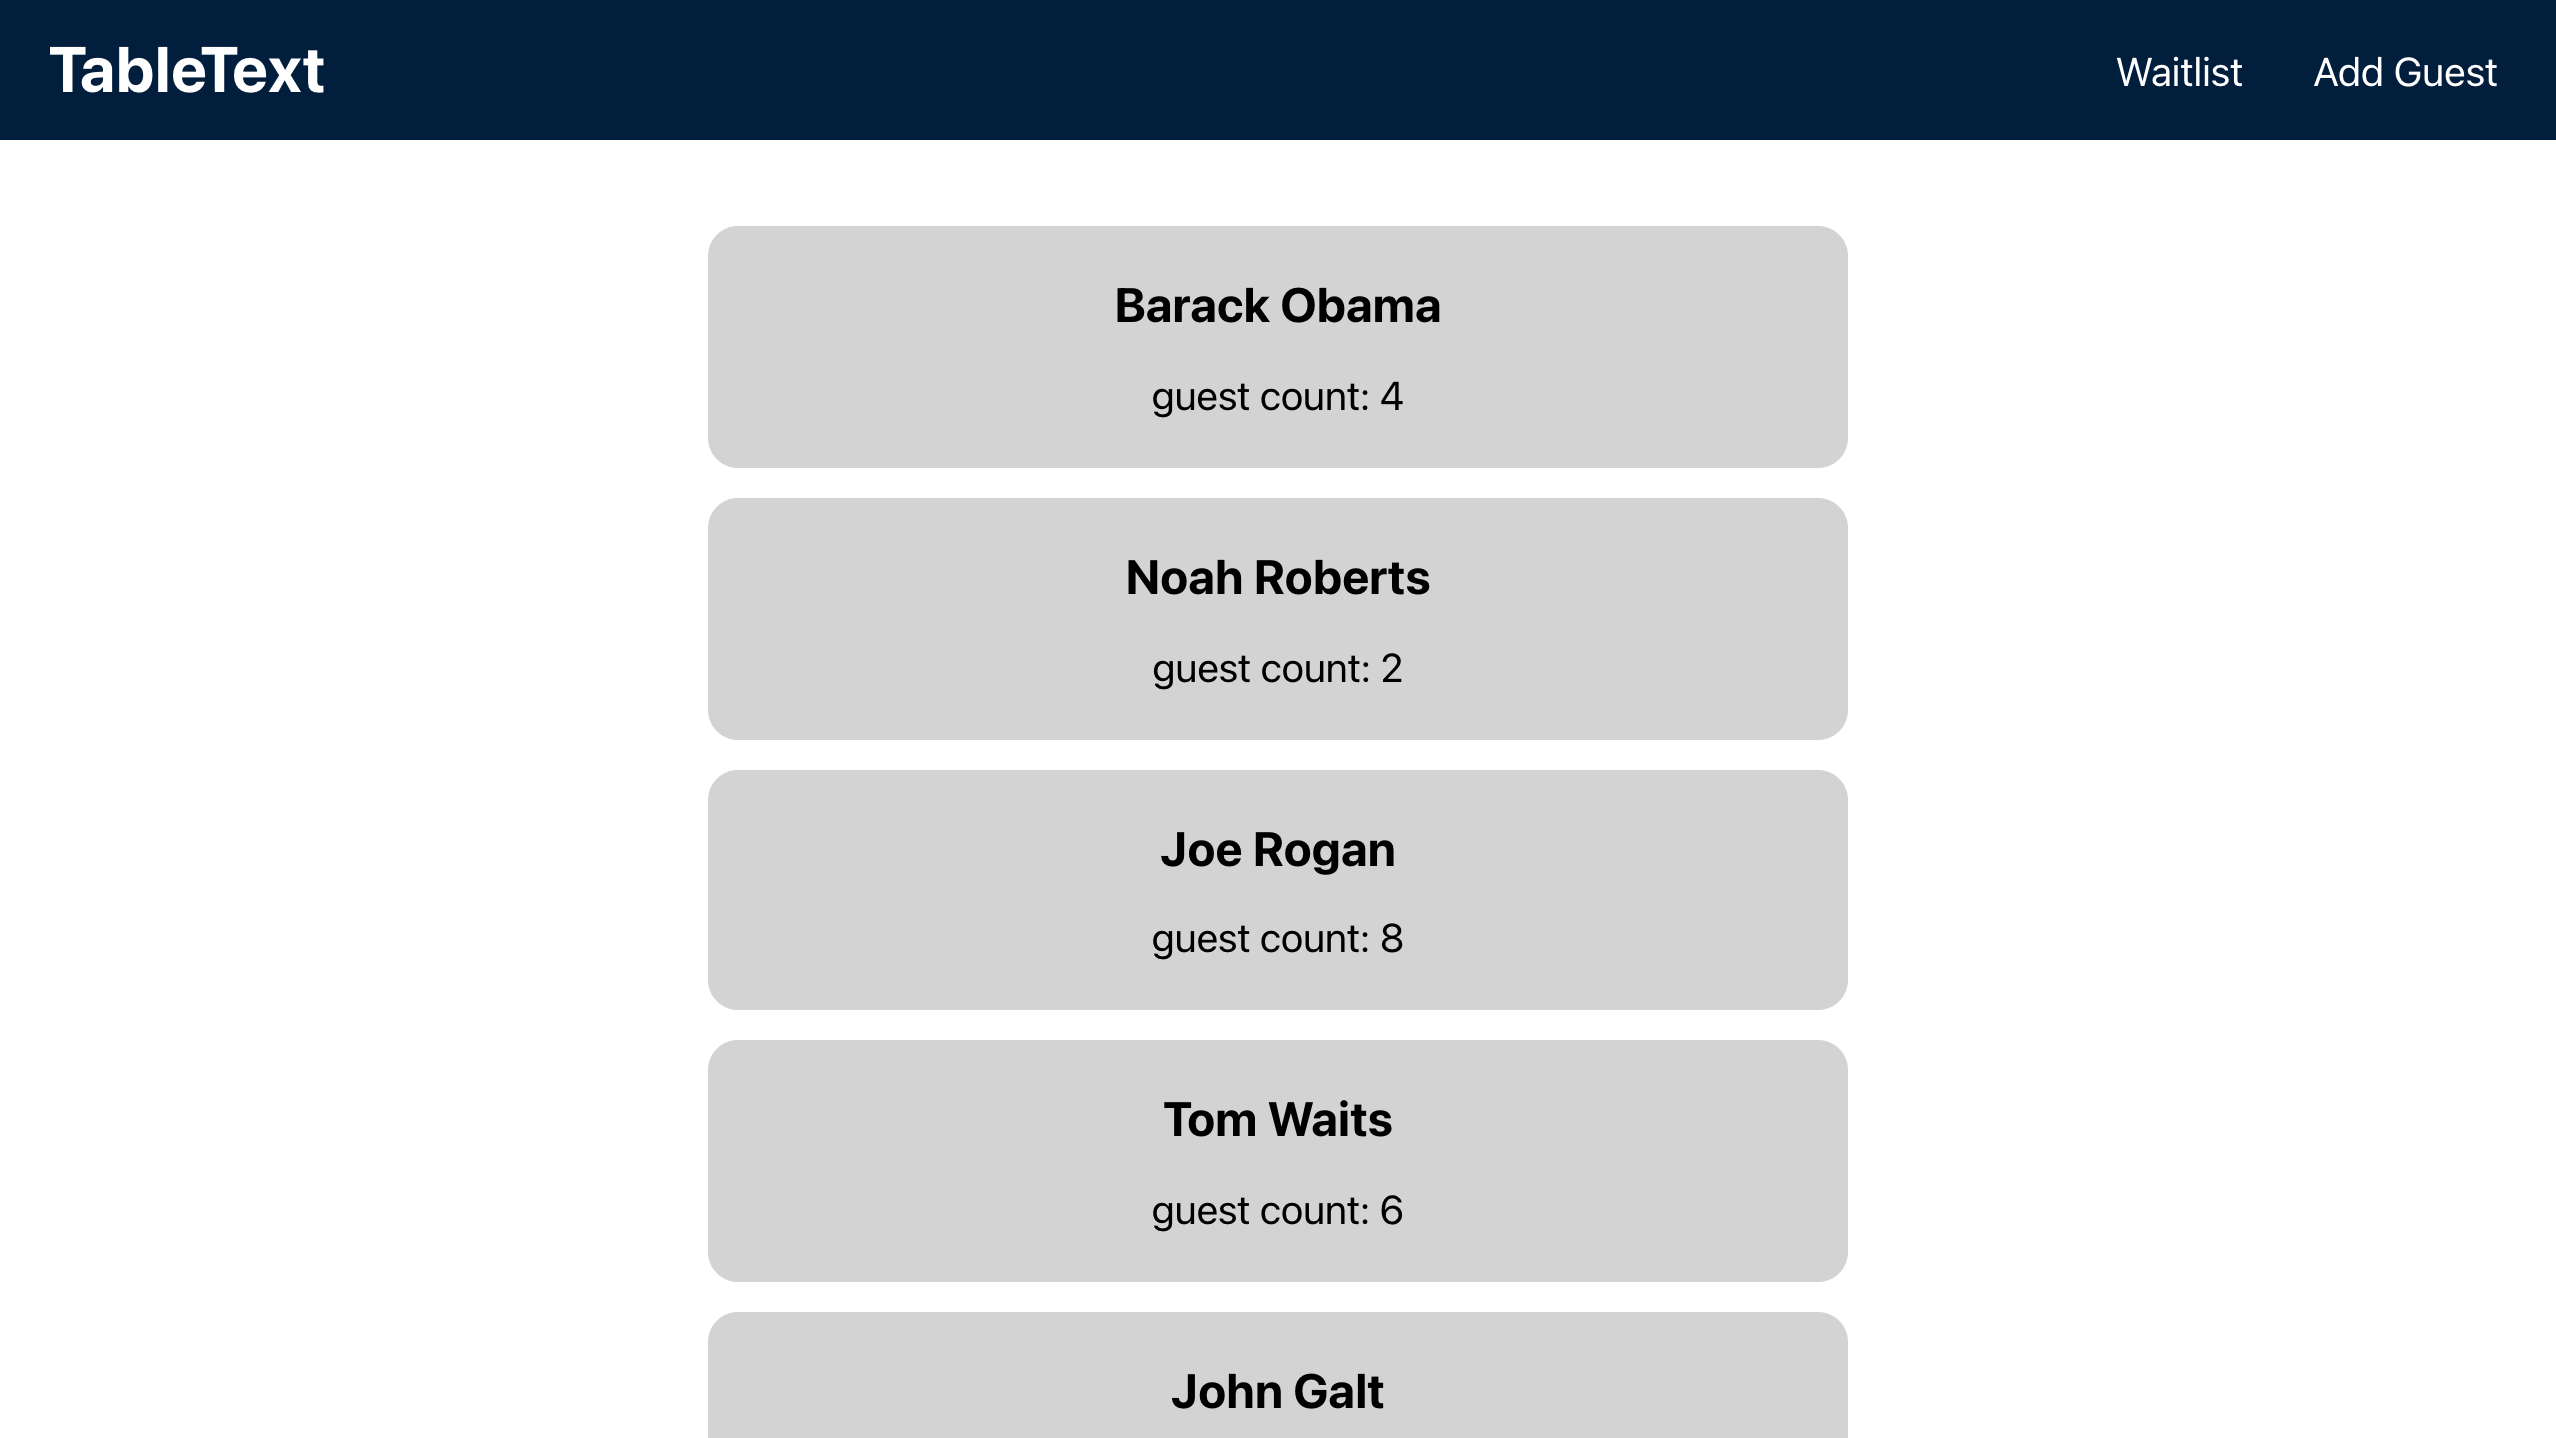 TableText
Waitlist Add Guest
Barack Obama
guest count: 4
Noah Roberts
guest count: 2
Joe Rogan
guest count: 8
Tom Waits
guest count: 6
John Galt